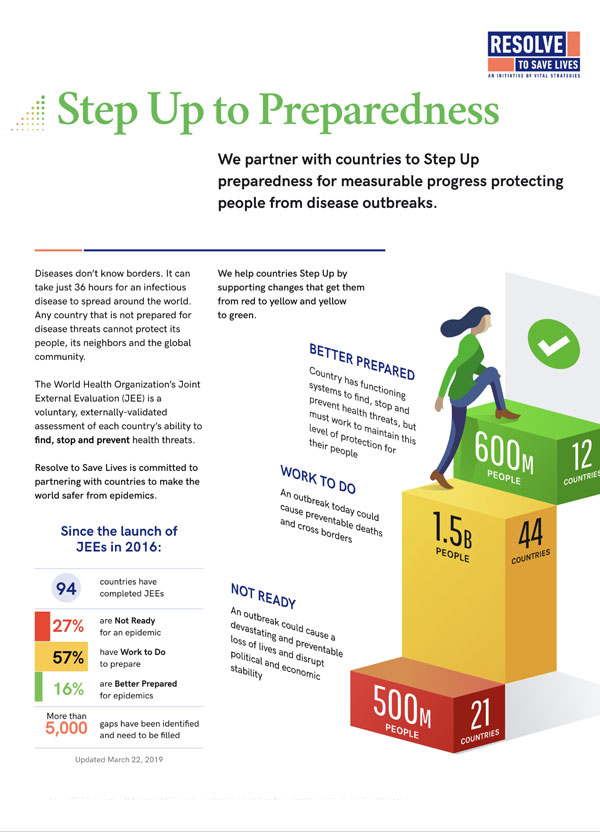 RESOLVE
TO SAVE LIVES
AN INITIATIVE OF VITAL STRATEGIES
Step Up to Preparedness
We partner with countries to Step Up
preparedness for measurable progress protecting
people from disease outbreaks.
Diseases don’t know borders. It can
take just 36 hours for an infectious
disease to spread around the world.
Any country that is not prepared for
disease threats cannot protect its
people, its neighbors and the global
community.
The World Health Organization’s Joint
External Evaluation (JEE) is a
voluntary, externally-validated
assessment of each country’s ability to
find, stop and prevent health threats.
Resolve to Save Lives is committed to
partnering with countries to make the
world safer from epidemics.
Since the launch of
JEEs in 2016:
94
countries have
completed JEEs
27%
are Not Ready
for an epidemic
57%
have Work to Do
to prepare
16%
are Better Prepared
for epidemics
More than
5,000
gaps have been identified
and need to be filled
Updated March 22, 2019
We help countries Step Up by
supporting changes that get them
from red to yellow and yellow
to green.
BETTER PREPARED
Country has functioning
systems to find, stop and
prevent health threats, but
must work to maintain this
level of protection for
their people
600M
PEOPLE
12
COUNTRIES
WORK TO DO
An outbreak today could
cause preventable deaths
and cross borders
1.5B
PEOPLE
44
COUNTRIES
NOT READY
An outbreak could cause a
devastating and preventable
loss of lives and disrupt
political and economic
stability
500M
PEOPLE
21
COUNTRIES